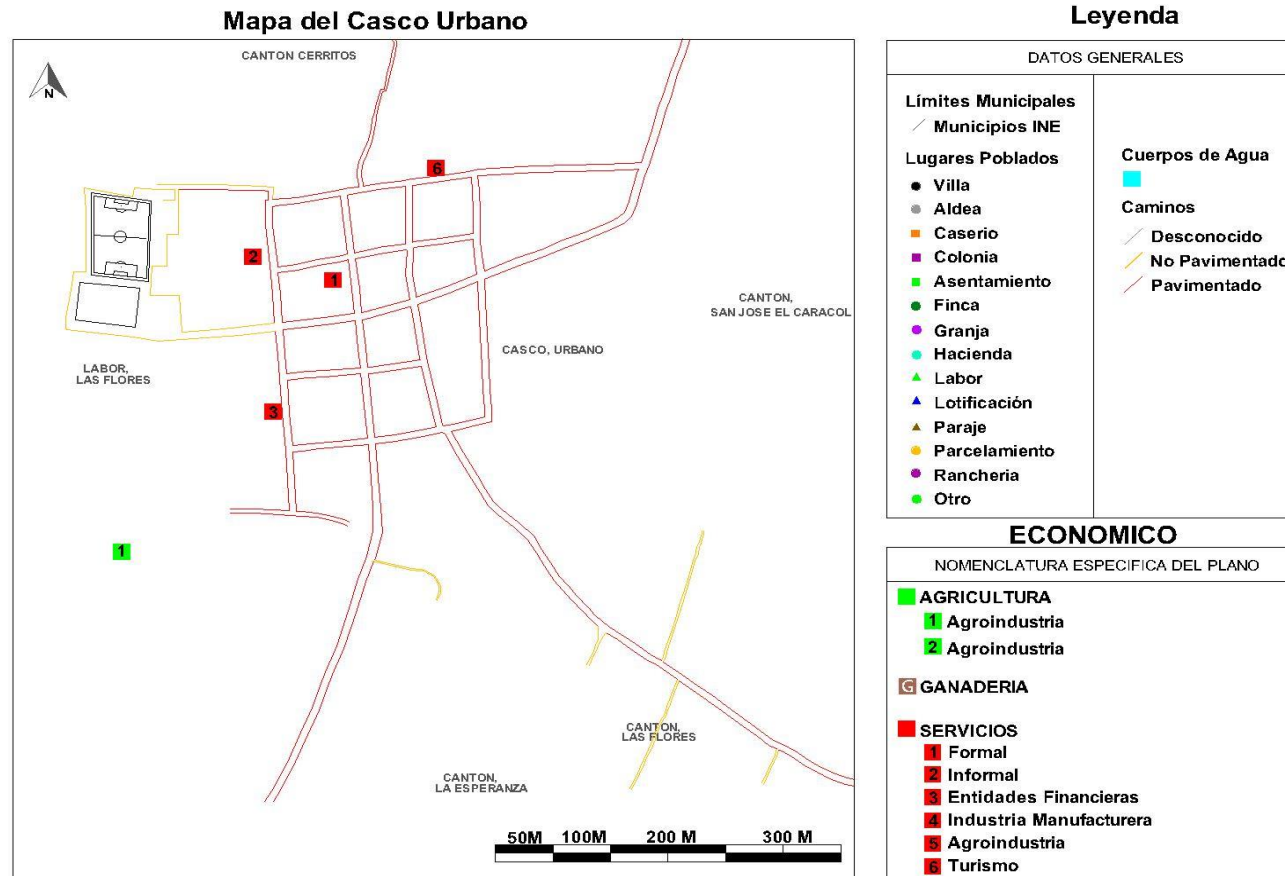 Mapa del Casco Urbano
CANTON CERRITOS
N
6
2
1
CANTON,
SAN JOSE EL CARACOL
CASCO, URBANO
LABOR,
LAS FLORES
3
1
CANTON,
LAS FLORES
CANTON,
LA ESPERANZA
50M 100M 200 M 300 M
Leyenda
DATOS GENERALES
Límites Municipales
Municipios INE
Lugares Poblados
Villa
Aldea
Caserio
Colonia
Asentamiento
Finca
Granja
Hacienda
Labor
Lotificación
Paraje
Parcelamiento
Rancheria
Otro
Cuerpos de Agua
Caminos
Desconocido
No Pavimentado
Pavimentado
ECONOMICO
NOMENCLATURA ESPECIFICA DEL PLANO
AGRICULTURA
1 Agroindustria
2 Agroindustria
G GANADERIA
SERVICIOS
1 Formal
2 Informal
3 Entidades Financieras
4 Industria Manufacturera
5 Agroindustria
6 Turismo